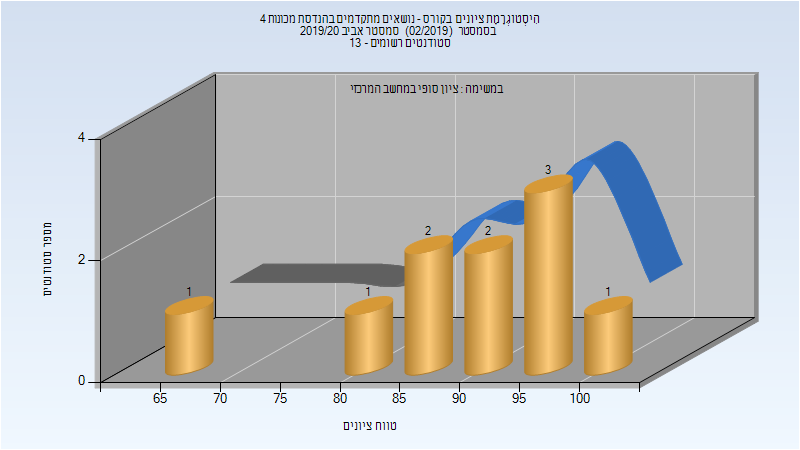 היסטוגרמת ציונים בקורס - נושאים מתקדמים בהנדסת מכונות 4
בסמסטר (02/2019) סמסטר אביב 2019/20
סטודנטים רשומים - 13
במשימה : ציון סופי במחשב המרכזי
מספר סטודנטים
4
2
0
1
1
2
2
3
1
65 70 75 80 85 90 95 100
טווח ציונים